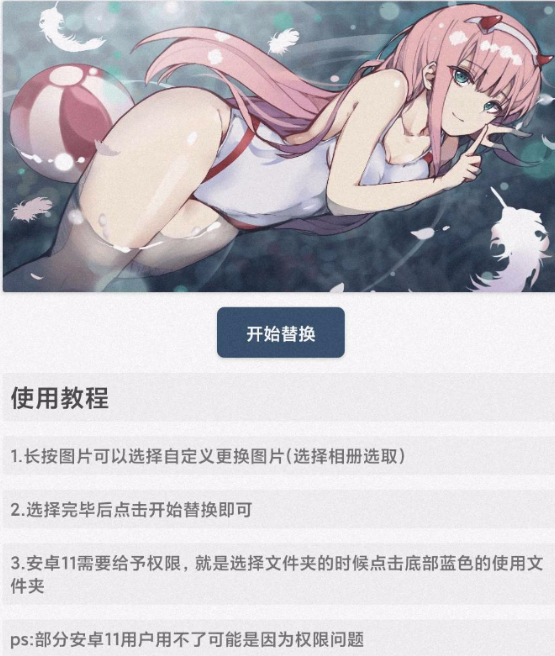 开始替换
使用教程
1.长按图片可以选择自定义更换图片(选择相册选取)
2.选择完毕后点击开始替换即可
3.安卓11需要给予权限，就是选择文件夹的时候点击底部蓝色的使用文
件夹
ps:部分安卓11用户用不了可能是因为权限问题